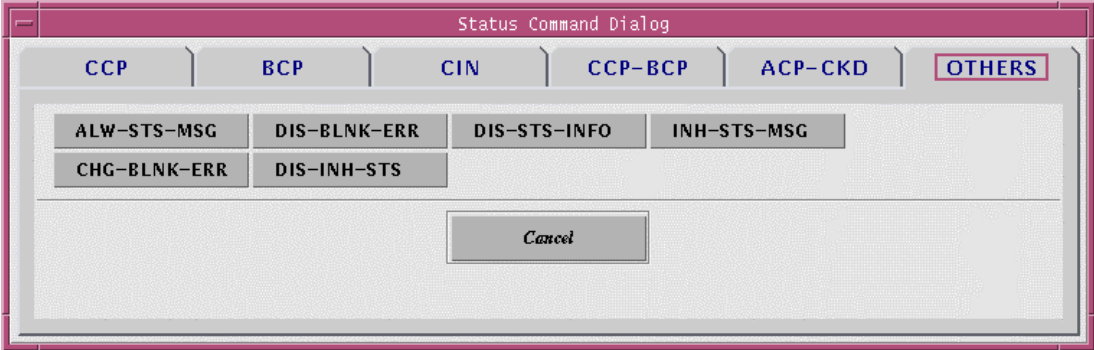 Status Command Dialog
CCP BCP CIN CCP-BCP ACP-CKD OTHERS
ALW-STS-MSG DIS-BLNK-ERR DIS-STS-INFO INH-STS-MSG
CHG-BLNK-ERR DIS-INH-STS
Cancel